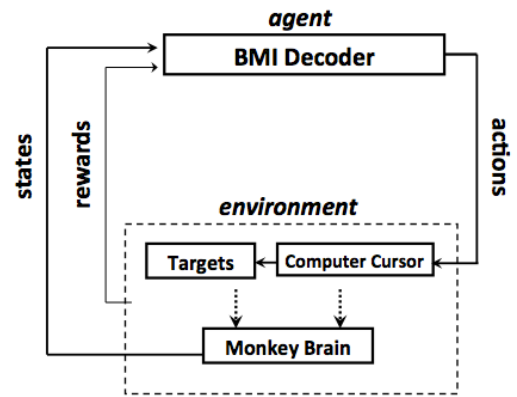 agent
BMI Decoder
states
rewards
actions
environment
Targets
Computer Cursor
Monkey Brain